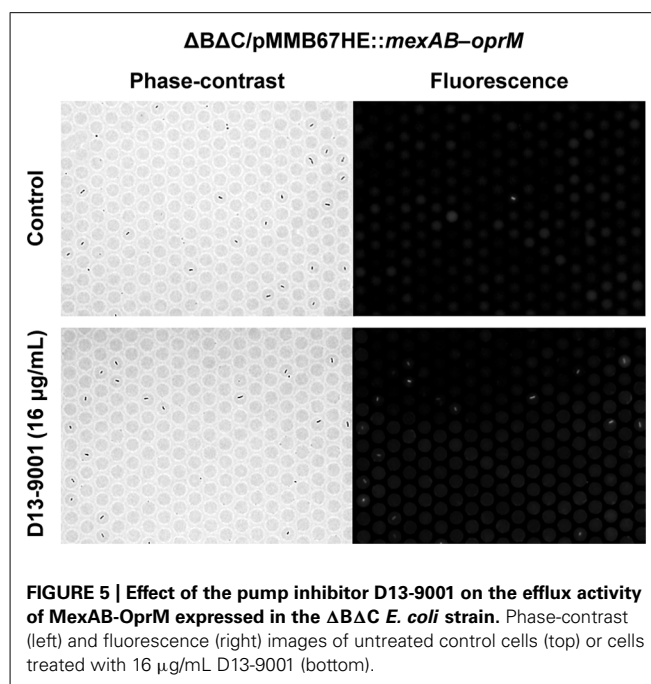 ΔBΔC/pMMB67HE::mexAB–oprM
Phase-contrast Fluorescence
Control
D13-9001 (16 µg/mL)
FIGURE 5 | Effect of the pump inhibitor D13-9001 on the efflux activity
of MexAB-OprM expressed in the ΔBΔC E. coli strain. Phase-contrast
(left) and fluorescence (right) images of untreated control cells (top) or cells
treated with 16 µg/mL D13-9001 (bottom).